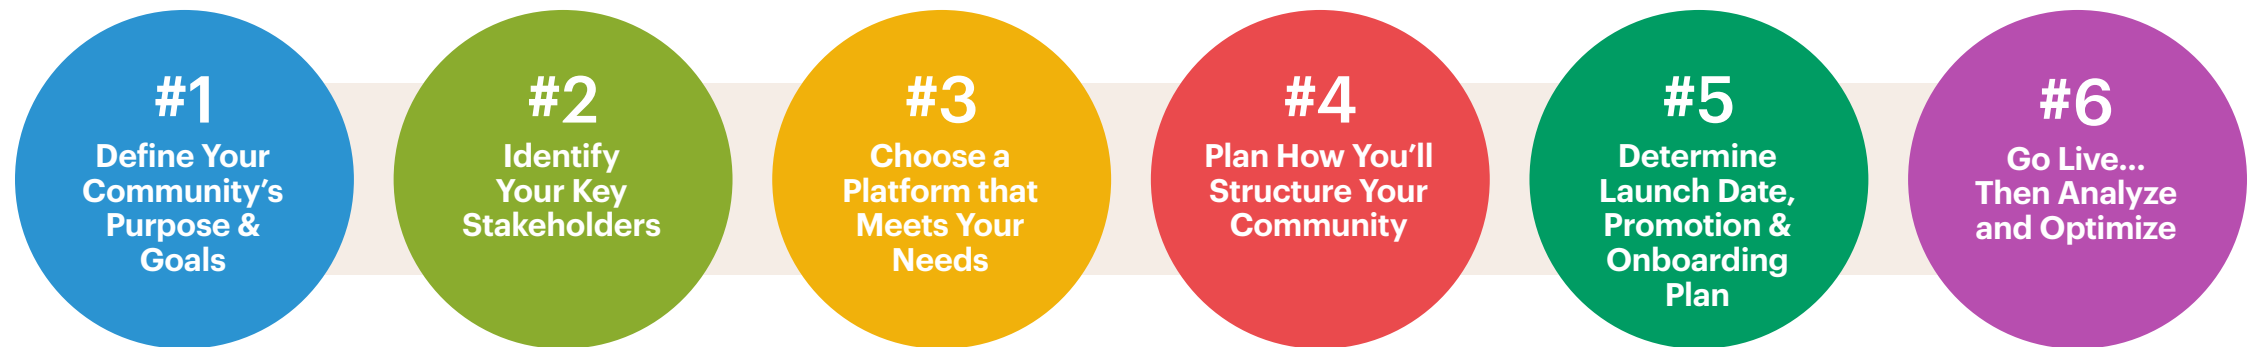 #1
Define Your
Community’s
Purpose &
Goals
#2
Identify
Your Key
Stakeholders
#3
Choose a
Platform that
Meets Your
Needs
#4
Plan How You’ll
Structure Your
Community
#5
Determine
Launch Date,
Promotion &
Onboarding
Plan
#6
Go Live...
Then Analyze
and Optimize